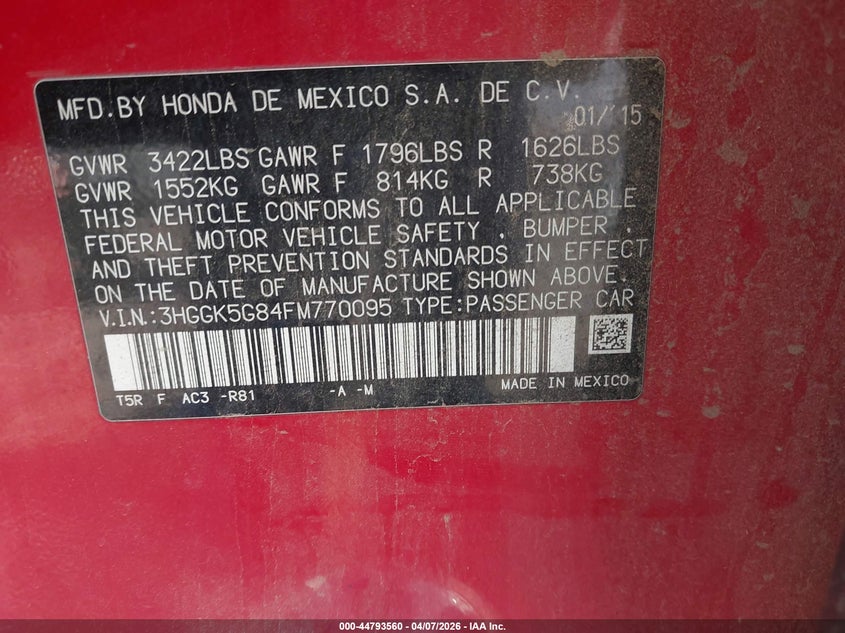 MFD.BY HONDA DE MEXICO S.A. DE C.V.
01/15
GVWR 3422LBS GAWR F 1796LBS R 1626LBS
GVWR 1552KG GAWR F 814KG R 738KG
THIS VEHICLE CONFORMS TO ALL APPLICABLE
FEDERAL MOTOR VEHICLE SAFETY , BUMPER ,
AND THEFT PREVENTION STANDARDS IN EFFECT
ON THE DATE OF MANUFACTURE SHOWN ABOVE.
V.I.N.:3HGGK5G84FM770095 TYPE:PASSENGER CAR
T5R F AC3 -R81 -A -M MADE IN MEXICO
000-44793560 | 04/07/2026 | IAA Inc.